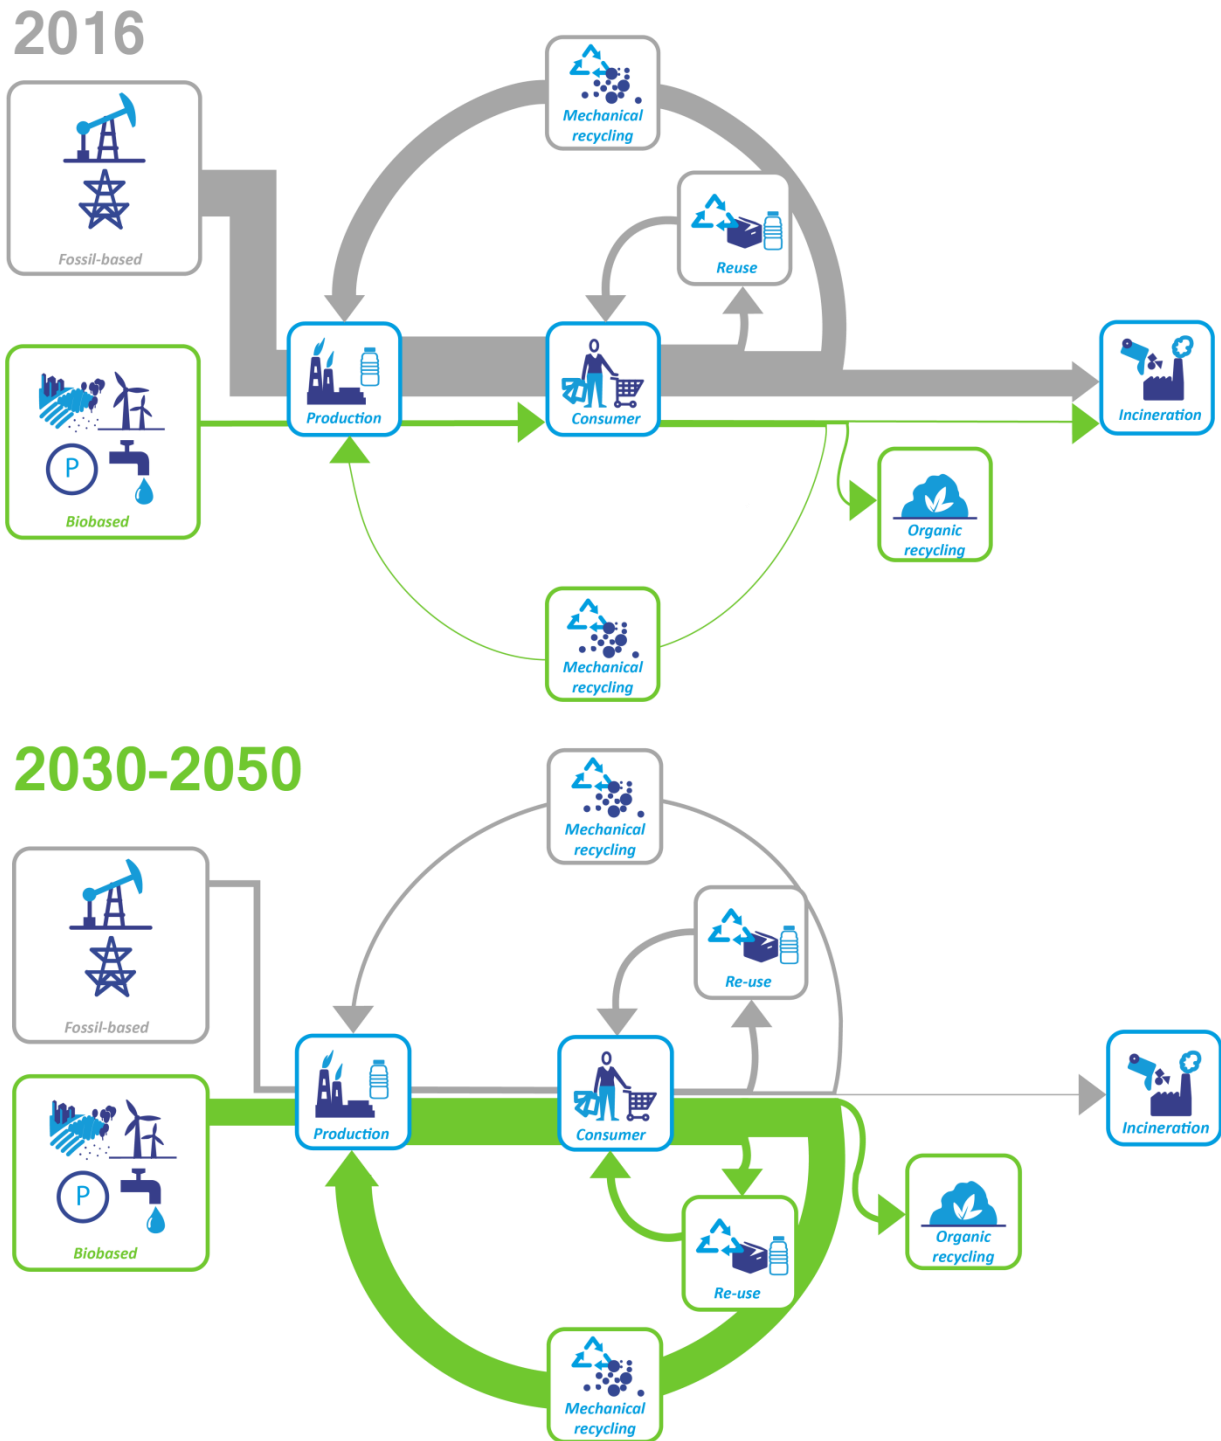 2016
Mechanical
recycling
Fossil-based
Reuse
Production
Consumer
Incineration
P
Biobased
Organic
recycling
Mechanical
recycling
2030-2050
Mechanical
recycling
Fossil-based
Re-use
Production
Consumer
Incineration
P
Biobased
Organic
recycling
Re-use
Mechanical
recycling